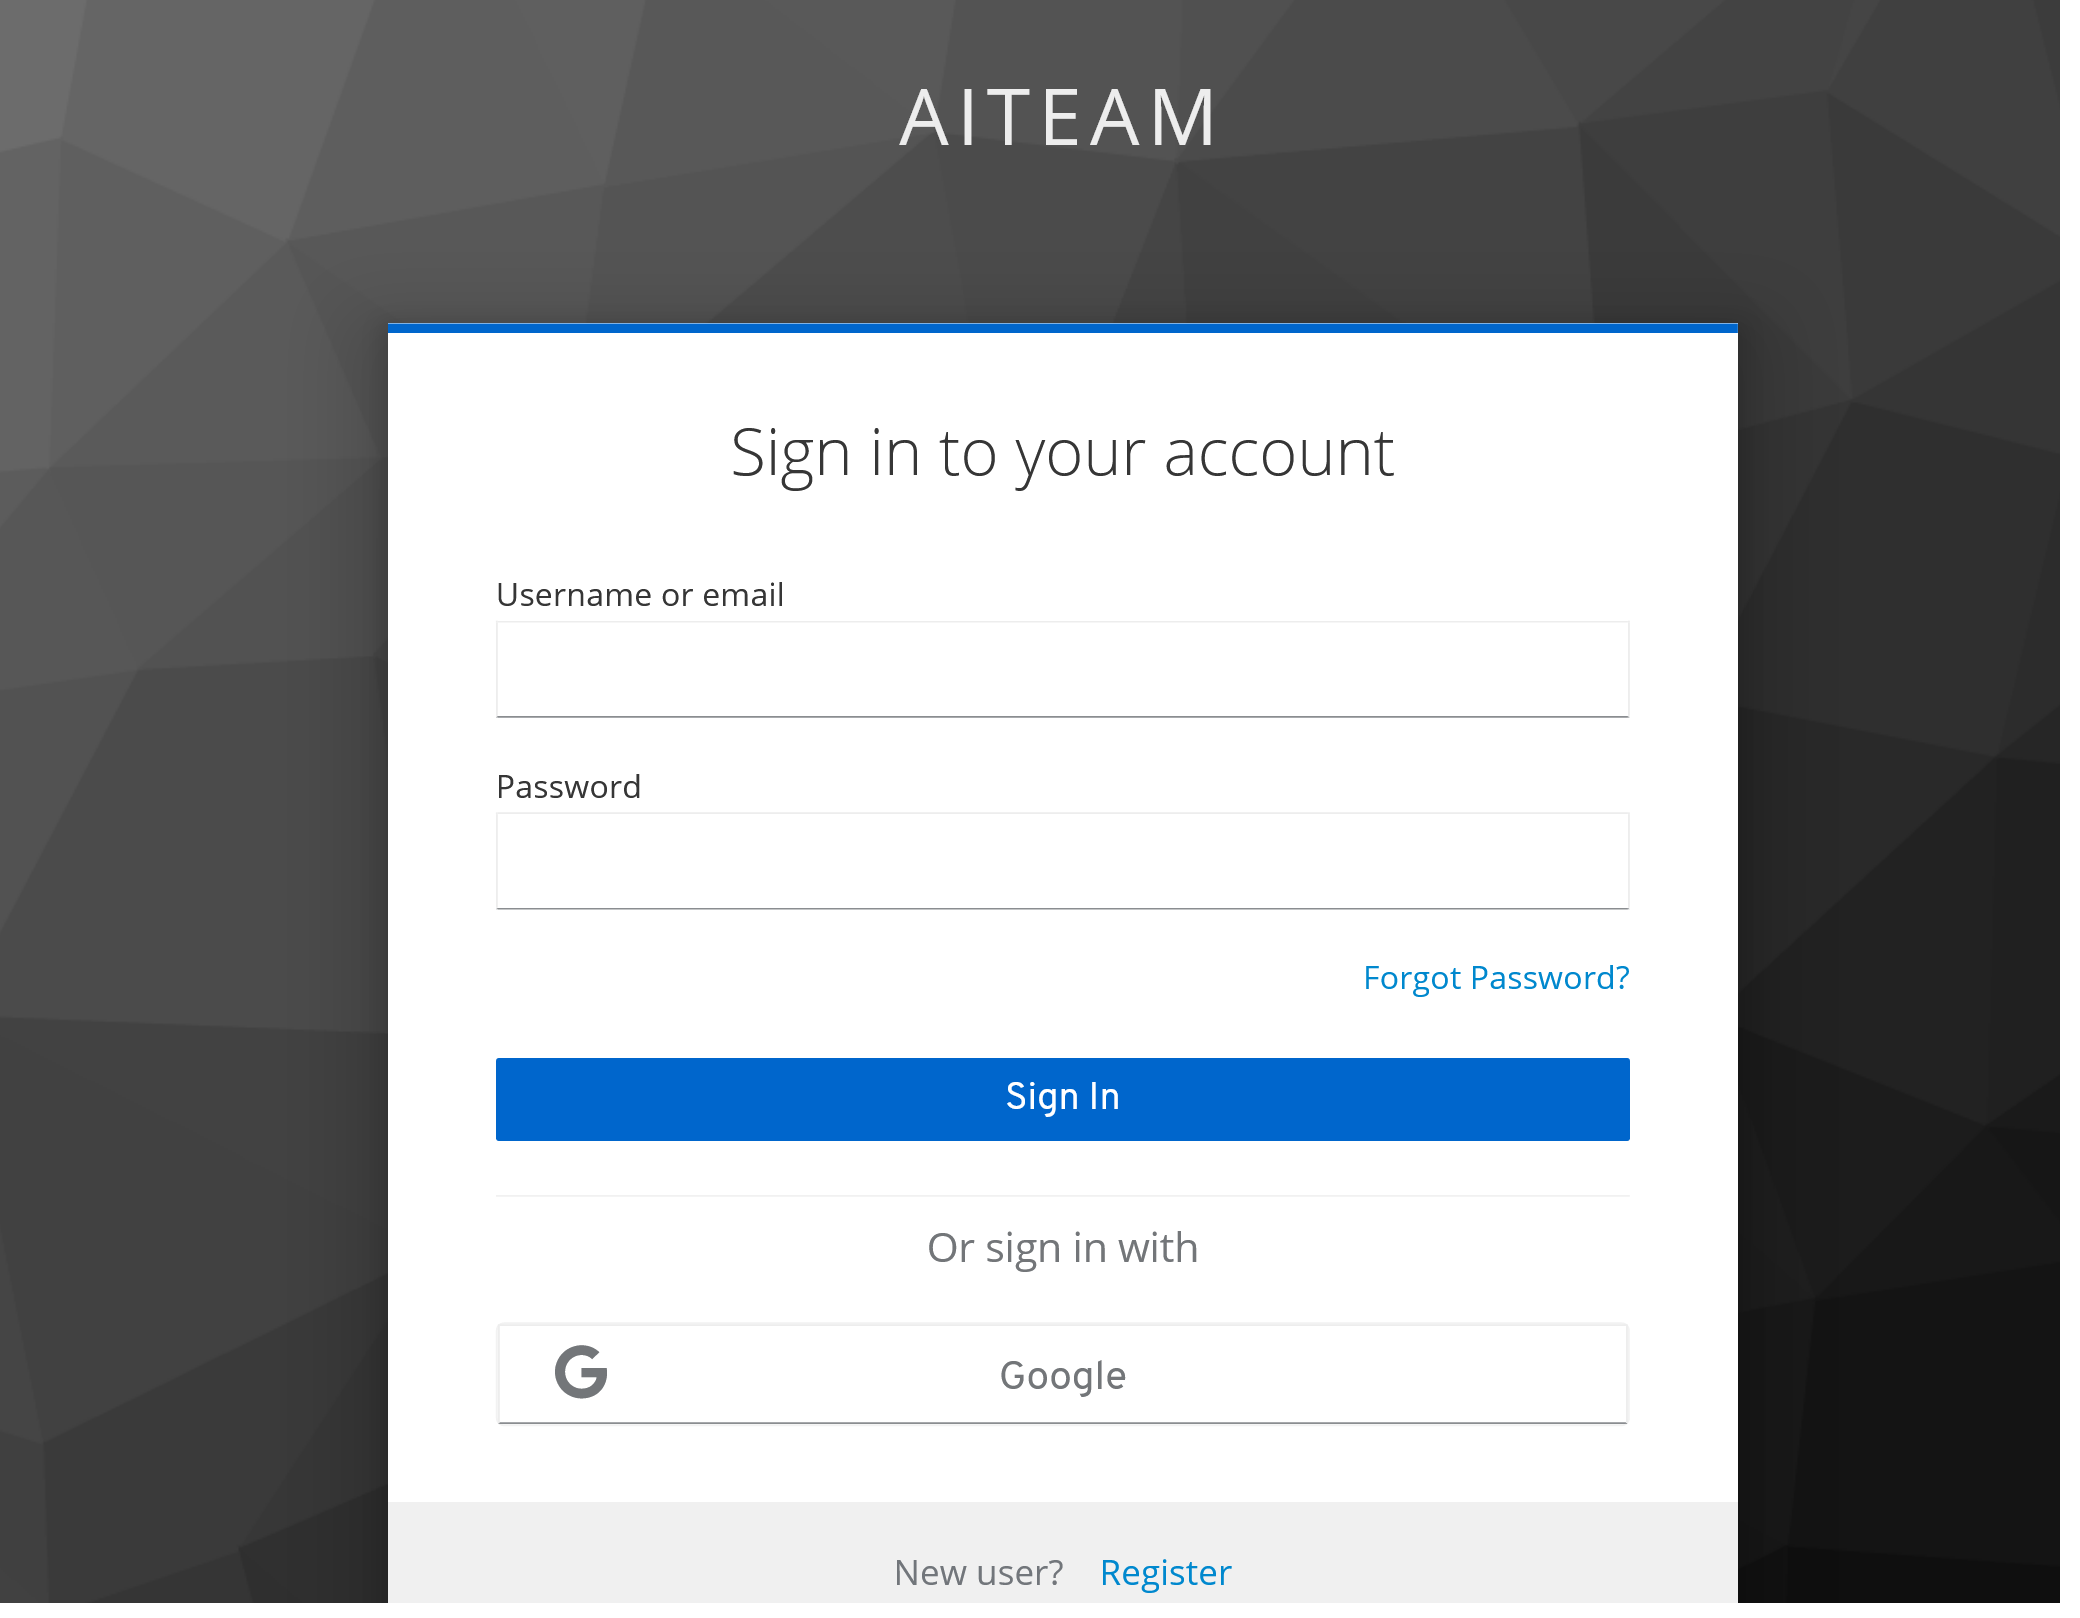 AITEAM
Sign in to your account
Username or email
Password
Forgot Password?
Sign In
Or sign in with
Google
New user? Register